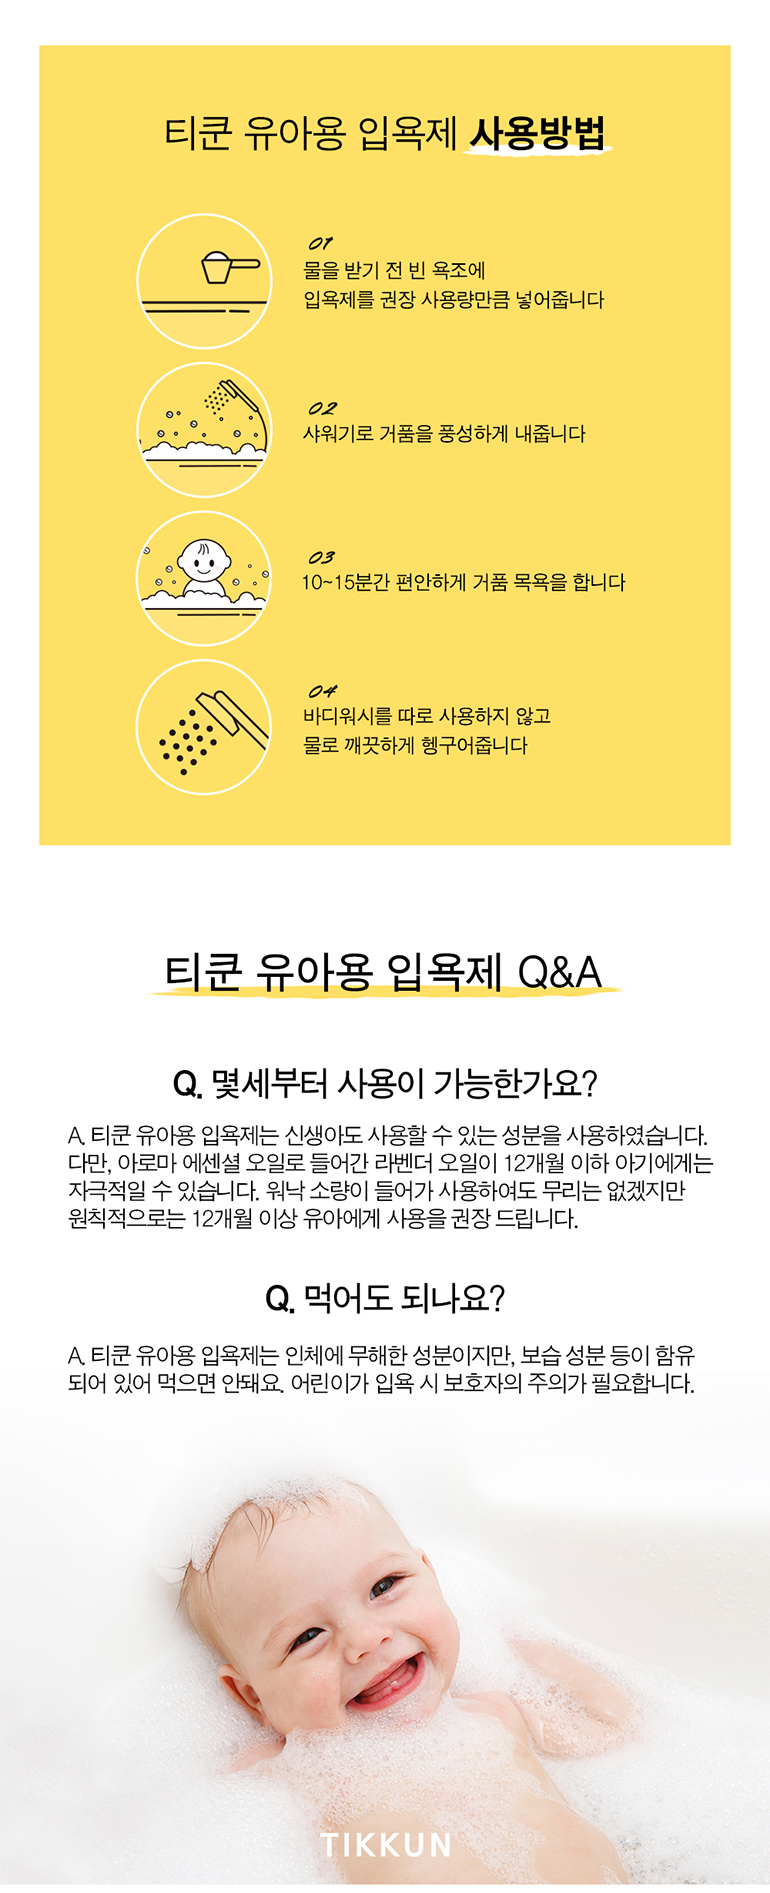 티쿤 유아용 입욕제 사용방법
01
물을 받기 전 빈 욕조에
입욕제를 권장 사용량만큼 넣어줍니다
02
샤워기로 거품을 풍성하게 내줍니다
03
10~15분간 편안하게 거품 목욕을 합니다
04
바디워시를 따로 사용하지 않고
물로 깨끗하게 헹구어줍니다
티쿤 유아용 입욕제 Q&A
Q. 몇세부터 사용이 가능한가요?
A. 티쿤 유아용 입욕제는 신생아도 사용할 수 있는 성분을 사용하였습니다.
다만, 아로마 에센셜 오일로 들어간 라벤더 오일이 12개월 이하 아기에게는
자극적일 수 있습니다. 워낙 소량이 들어가 사용하여도 무리는 없겠지만
원칙적으로는 12개월 이상 유아에게 사용을 권장 드립니다.
Q. 먹어도 되나요?
A. 티쿤 유아용 입욕제는 인체에 무해한 성분이지만, 보습 성분 등이 함유
되어 있어 먹으면 안돼요. 어린이가 입욕 시 보호자의 주의가 필요합니다.
TIKKUN